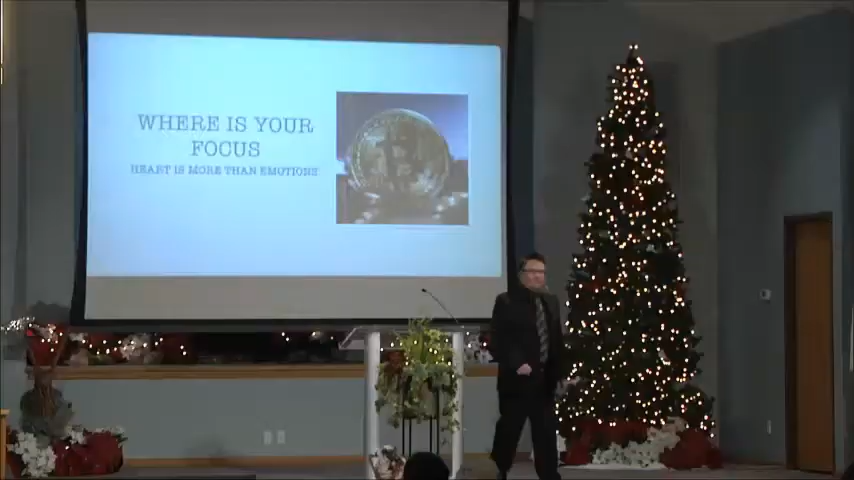 WHERE IS YOUR
FOCUS
HEART IS MORE THAN EMOTIONS